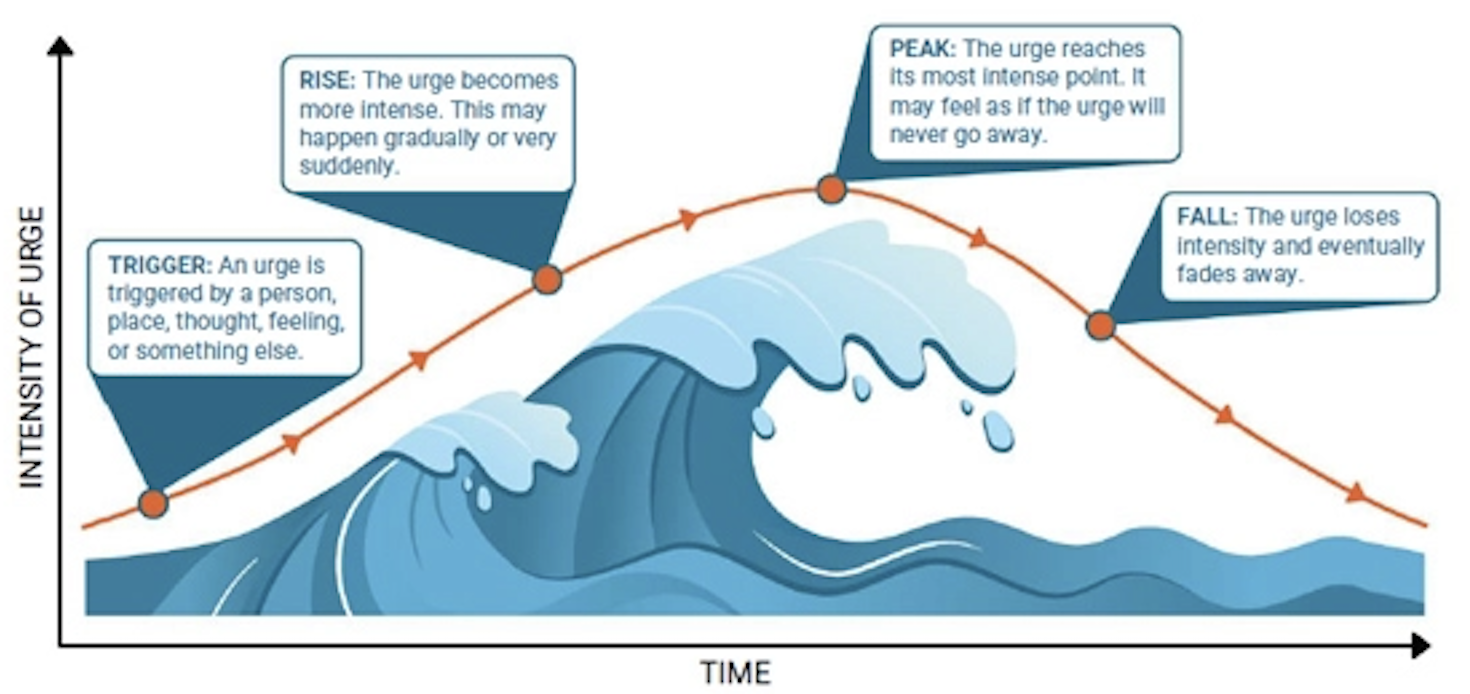 RISE: The urge becomes
more intense. This may
happen gradually or very
suddenly.
PEAK: The urge reaches
its most intense point. It
may feel as if the urge will
never go away.
TRIGGER: An urge is
triggered by a person,
place, thought, feeling,
or something else.
FALL: The urge loses
intensity and eventually
fades away.
INTENSITY OF URGE
TIME